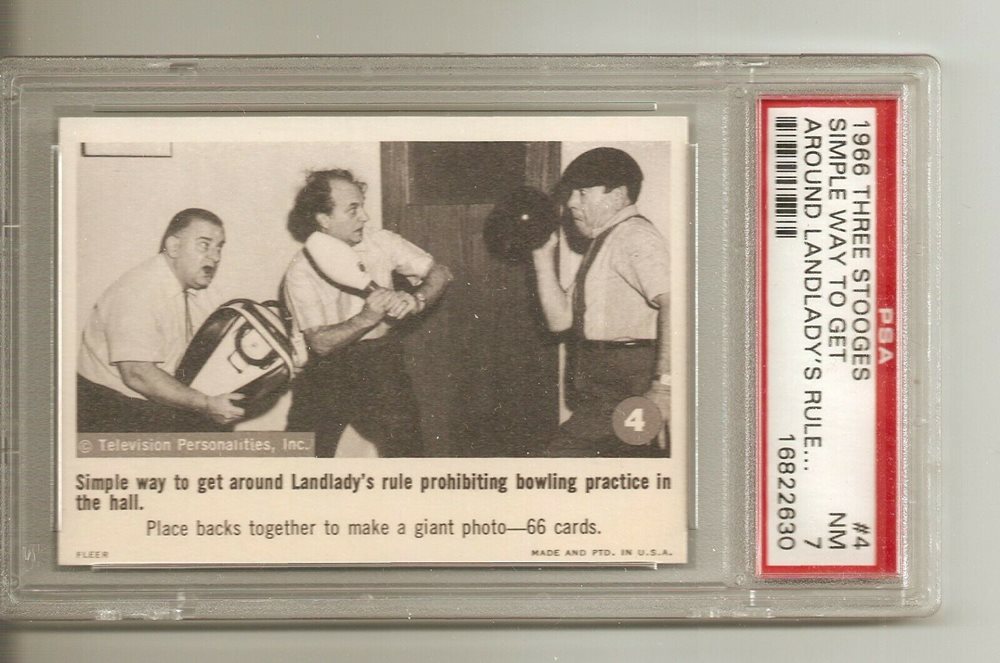 4
© Television Personalities, Inc.
Simple way to get around Landlady's rule prohibiting bowling practice in
the hall.
Place backs together to make a giant photo—66 cards.
FLEER
MADE AND PTD. IN U.S.A.
PSA
1966 THREE STOOGES #4
SIMPLE WAY TO GET NM
AROUND LANDLADY'S RULE... 7
16822630